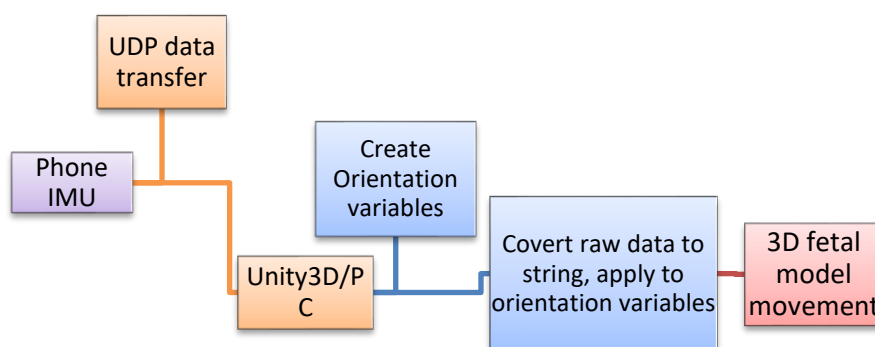 UDP data
transfer
Phone
IMU
Create
Orientation
variables
Unity3D/P
C
Covert raw data to
string, apply to
orientation variables
3D fetal
model
movement